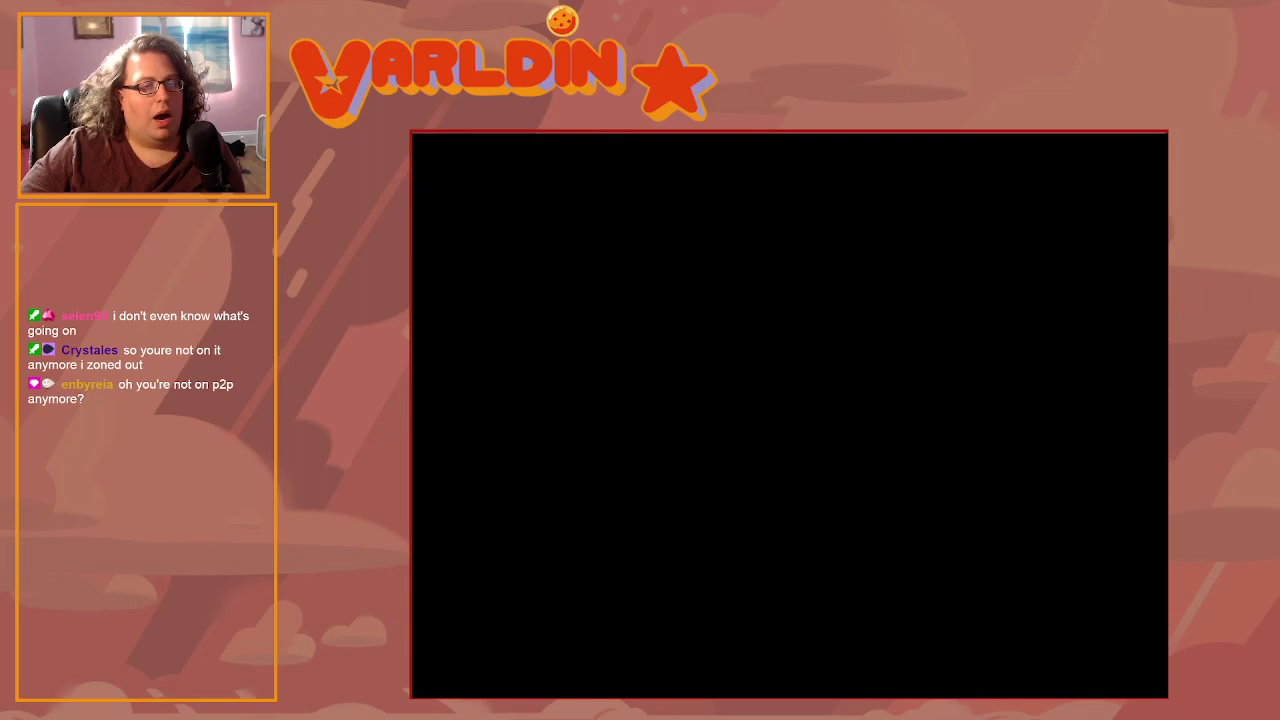 VARLDIN
i don't even know what's
going on
Crystales so youre not on it
anymore i zoned out
enbyreia oh you're not on p2p
anymore?